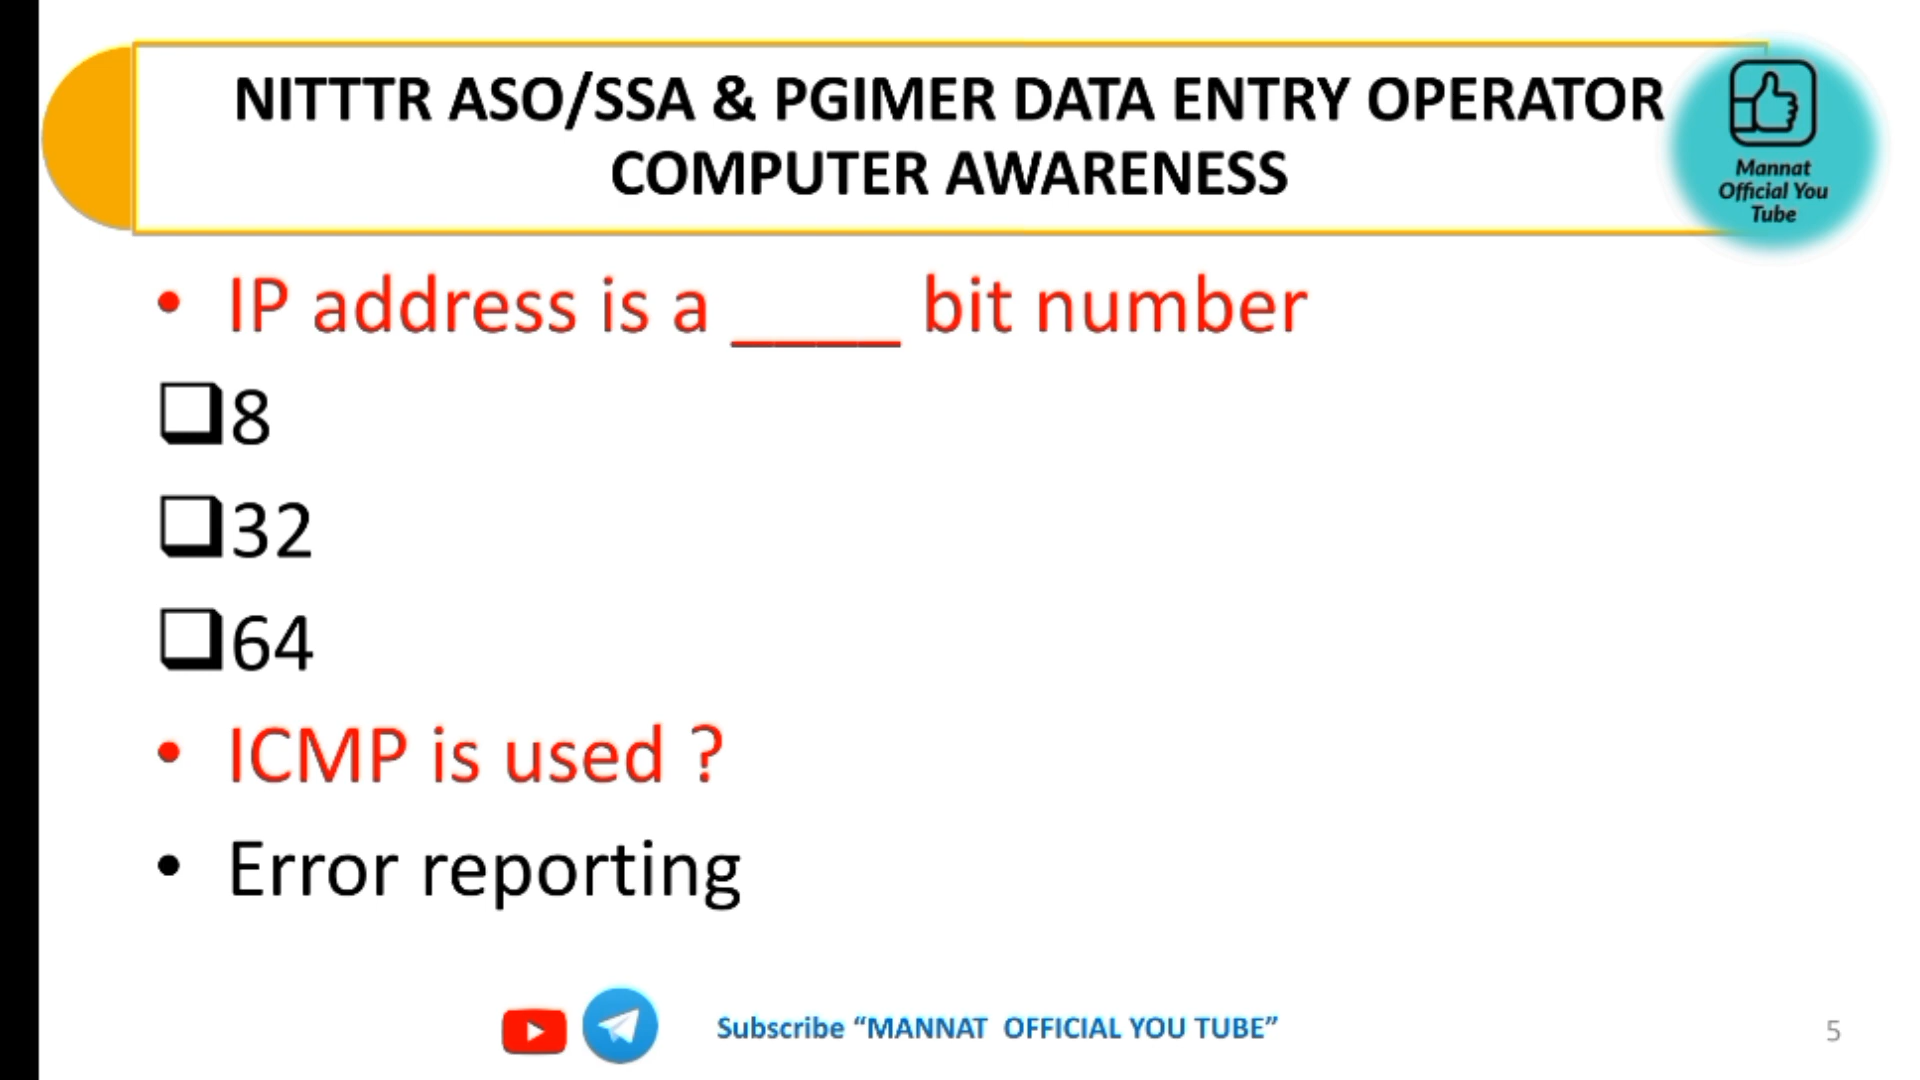 NITTTR ASO/SSA & PGIMER DATA ENTRY OPERATOR
COMPUTER AWARENESS
Mannat
Official You
Tube
• IP address is a ____ bit number
❑8
❑32
❑64
• ICMP is used ?
• Error reporting
Subscribe “MANNAT OFFICIAL YOU TUBE”
5